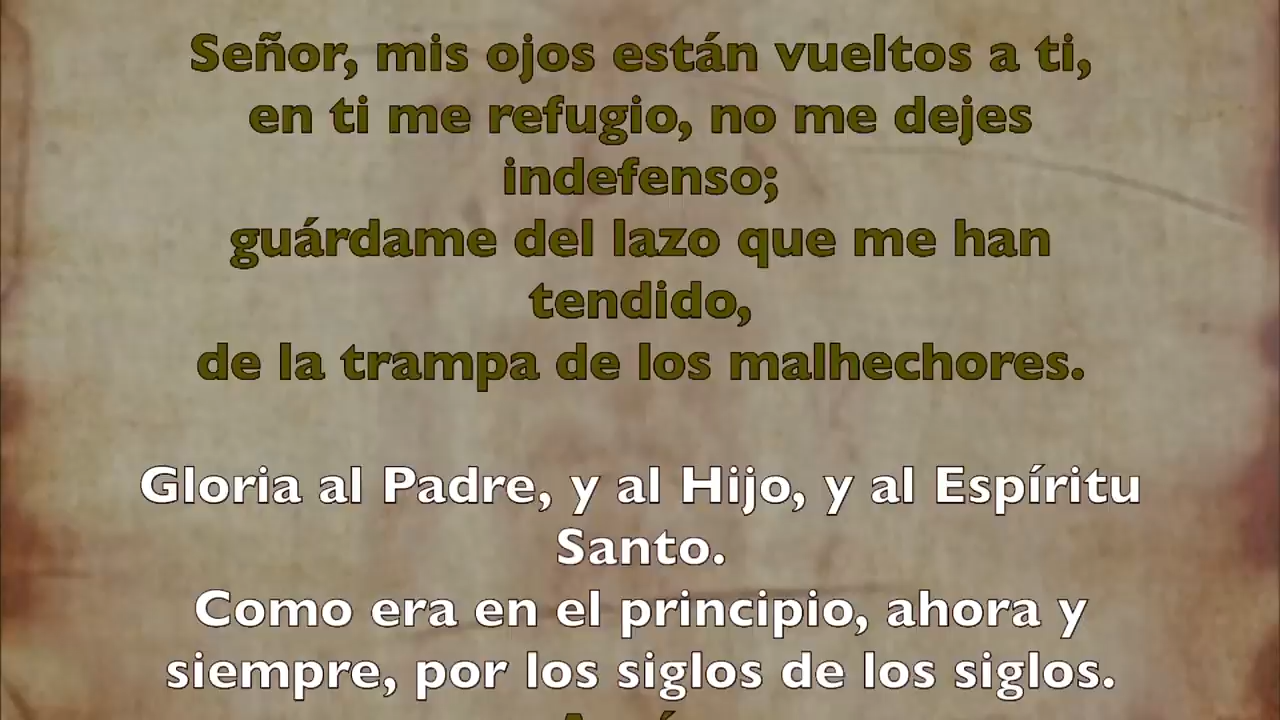 Señor, mis ojos están vueltos a ti,
en ti me refugio, no me dejes
indefenso;
guárdame del lazo que me han
tendido,
de la trampa de los malhechores.
Gloria al Padre, y al Hijo, y al Espíritu
Santo.
Como era en el principio, ahora y
siempre, por los siglos de los siglos.